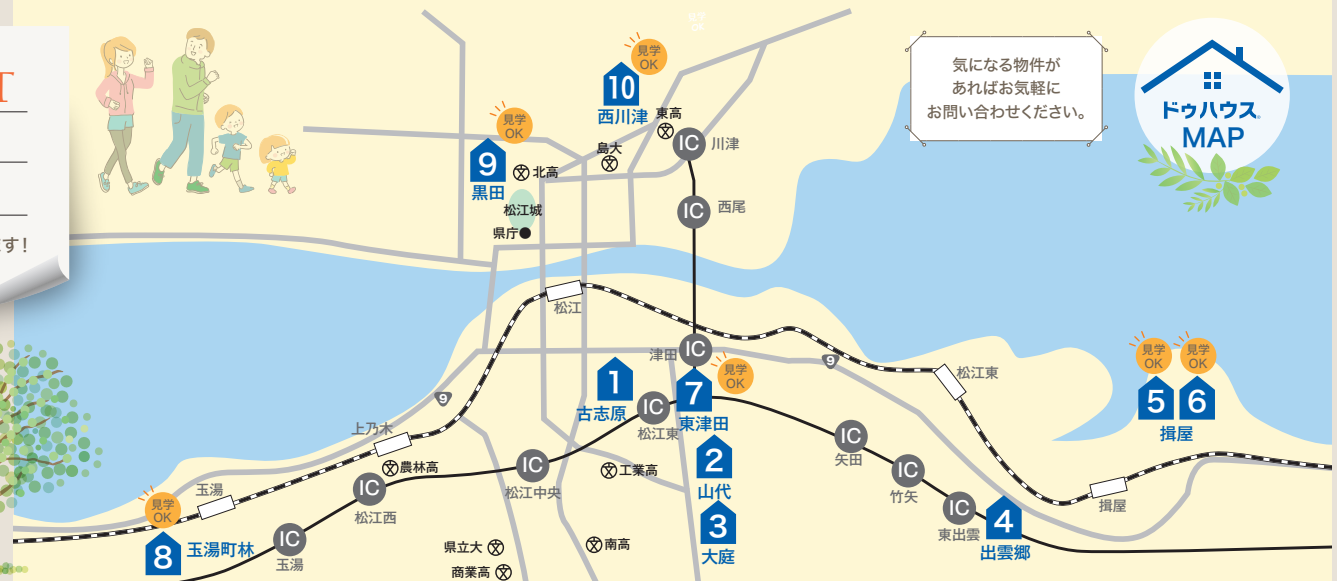 T
す!
気になる物件が
あればお気軽に
お問い合わせください。
ドゥハウス®
MAP
見学
OK
10
西川津
東高
IC
川津
島大
見学
OK
9
黒田
北高
松江城
県庁
IC
西尾
松江
津田
IC
見学
OK
9
松江東
見学
OK
見学
OK
5
6
揖屋
1
古志原
IC
松江東
7
東津田
9
上乃木
農林高
IC
松江中央
工業高
2
山代
3
大庭
IC
矢田
IC
竹矢
IC
東出雲
4
出雲郷
揖屋
玉湯
IC
松江西
見学
OK
8
玉湯町林
IC
玉湯
県立大
商業高
南高